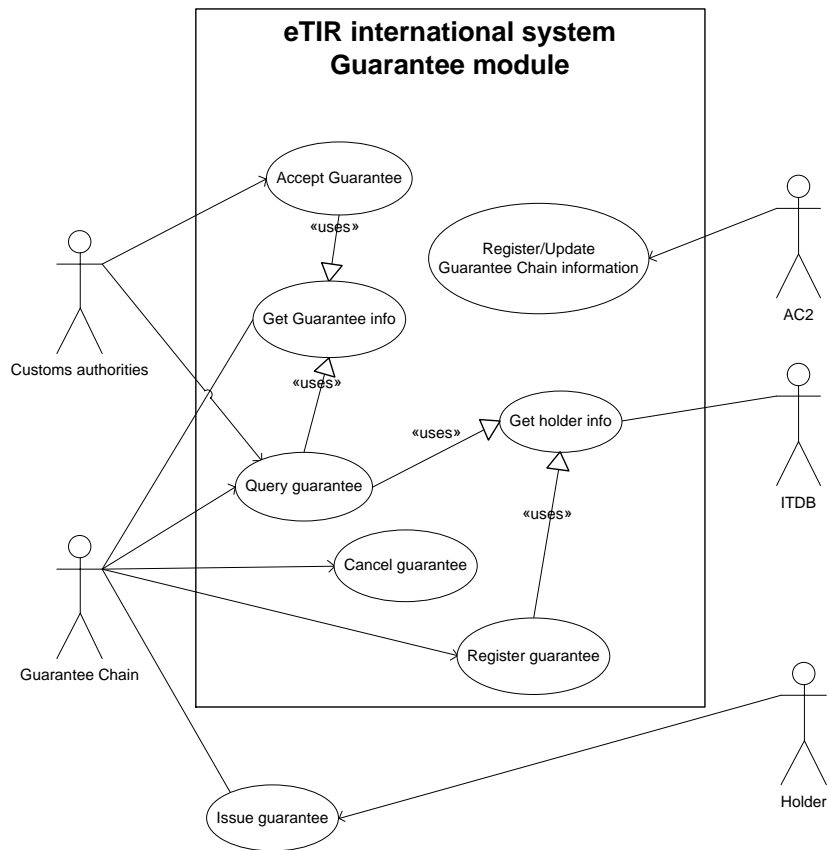 eTIR international system
Guarantee module
Accept Guarantee
«uses»
Register/Update
Guarantee Chain information
AC2
Customs authorities
Get Guarantee info
«uses»
«uses»
Get holder info
Query guarantee
ITDB
«uses»
Cancel guarantee
Register guarantee
Guarantee Chain
Issue guarantee
Holder